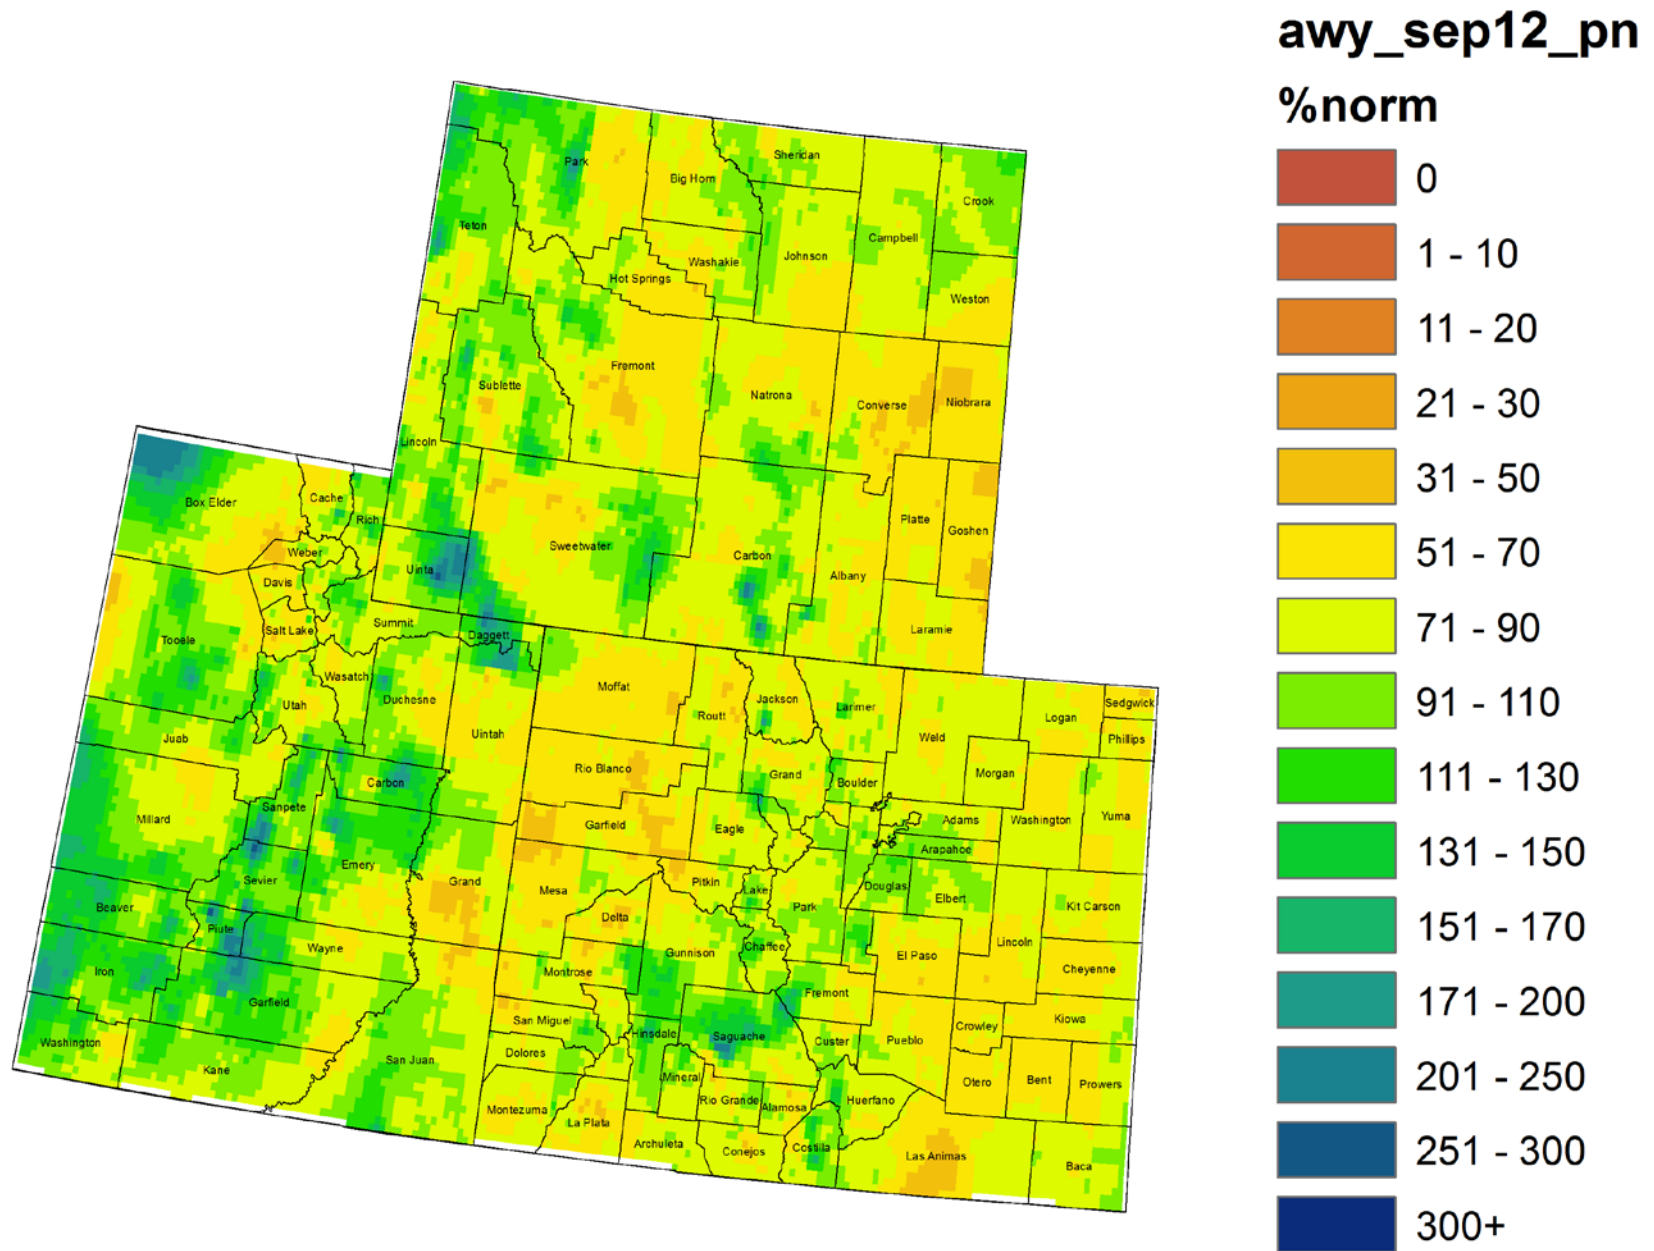 awy_sep12_pn
%norm
0
1 - 10
11 - 20
21 - 30
31 - 50
51 - 70
71 - 90
91 - 110
111 - 130
131 - 150
151 - 170
171 - 200
201 - 250
251 - 300
300+
Park
Big Horn
Sheridan
Crook
Teton
Campbell
Johnson
Washakie
Hot Springs
Weston
Fremont
Sublette
Natrona
Converse
Niobrara
Lincoln
Box Elder
Cache
Rich
Platte
Goshen
Sweetwater
Carbon
Weber
Uinta
Albany
Davis
Salt Lake
Summit
Daggett
Laramie
Tooele
Wasatch
Duchesne
Utah
Uintah
Moffat
Routt
Jackson
Larimer
Weld
Logan
Sedgwick
Phillips
Juab
Carbon
Rio Blanco
Grand
Boulder
Morgan
Sanpete
Millard
Garfield
Eagle
Adams
Washington
Yuma
Arapahoe
Emery
Sevier
Grand
Mesa
Pitkin
Lake
Douglas
Elbert
Beaver
Park
Kit Carson
Delta
Piute
Wayne
Gunnison
Chaffee
El Paso
Lincoln
Iron
Montrose
Cheyenne
Garfield
Fremont
San Miguel
Hinsdale
Saguache
Crowley
Kiowa
Washington
Custer
Pueblo
Dolores
San Juan
Kane
Mineral
Otero
Bent
Prowers
Rio Grande
Alamosa
Huerfano
Montezuma
La Plata
Archuleta
Conejos
Costilla
Las Animas
Baca